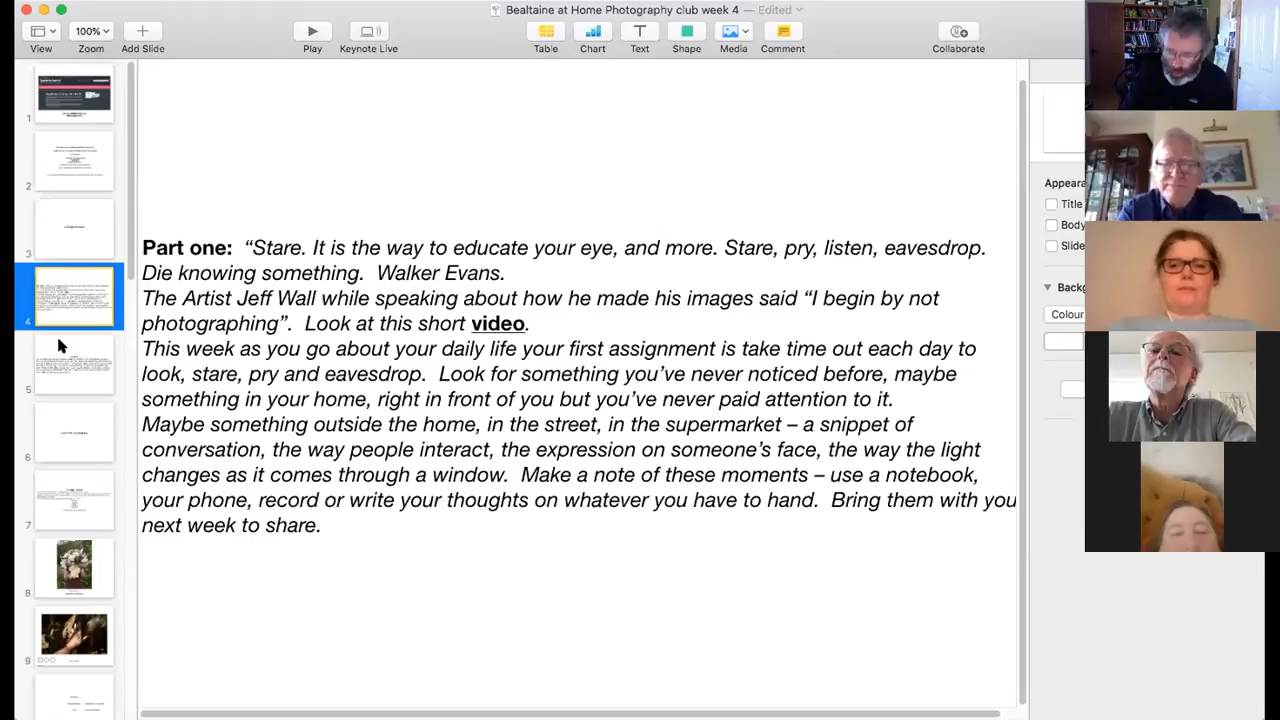 Bealtaine at Home Photography club week 4 — Edited
100%
View
Zoom
Add Slide
Play
Keynote Live
Table
Chart
Text
Shape
Media
Comment
Collaborate
1
2
3
4
5
6
7
8
9
Part one:  “Stare. It is the way to educate your eye, and more. Stare, pry, listen, eavesdrop.
Die knowing something.  Walker Evans.
The Artist Jeff Wall while speaking about how he made his images said “I begin by not
photographing”.  Look at this short video.
This week as you go about your daily life your first assignment is take time out each day to
look, stare, pry and eavesdrop.  Look for something you’ve never noticed before, maybe
something in your home, right in front of you but you’ve never paid attention to it.
Maybe something outside the home, in the street, in the supermarket – a snippet of
conversation, the way people interact, the expression on someone’s face, the way the light
changes as it comes through a window.  Make a note of these moments – use a notebook,
your phone, record or write your thoughts on whatever you have to hand.  Bring them with you
next week to share.
Appeara
Title
Body
Slide
Backg
Colour